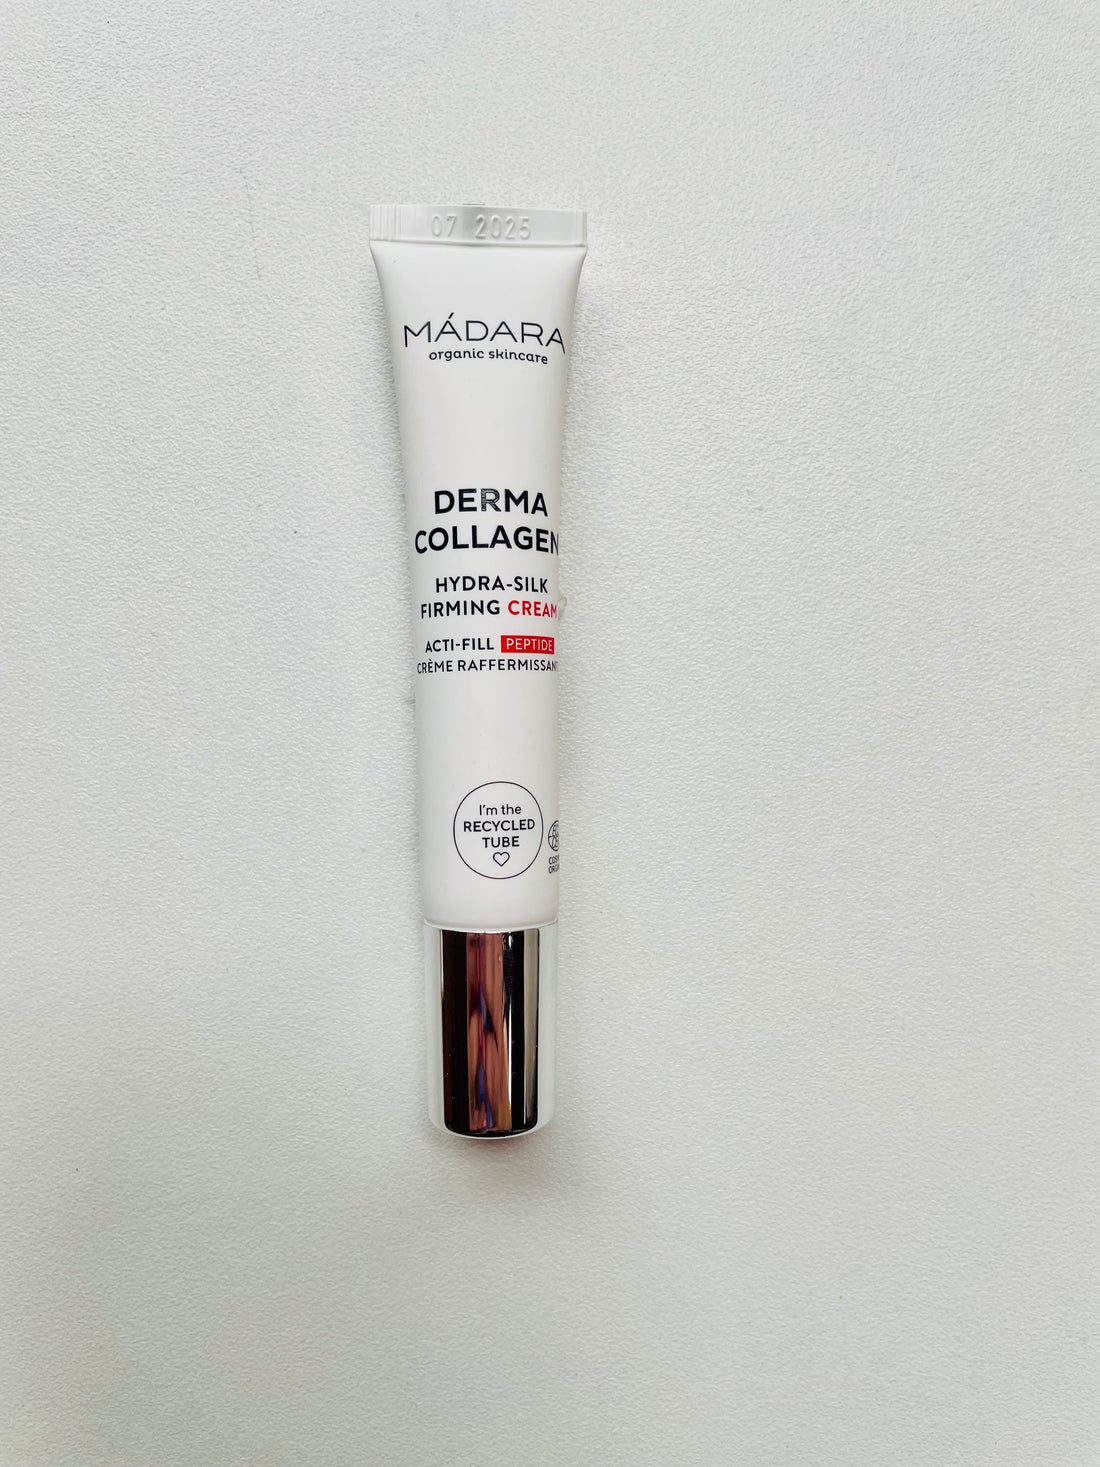 07 2025
MÁDARA
organic skincare
DERMA
COLLAGEN
HYDRA-SILK
FIRMING CREAM
ACTI-FILL PEPTIDE
CRÈME RAFFERMISSANT
I'm the
RECYCLED
TUBE